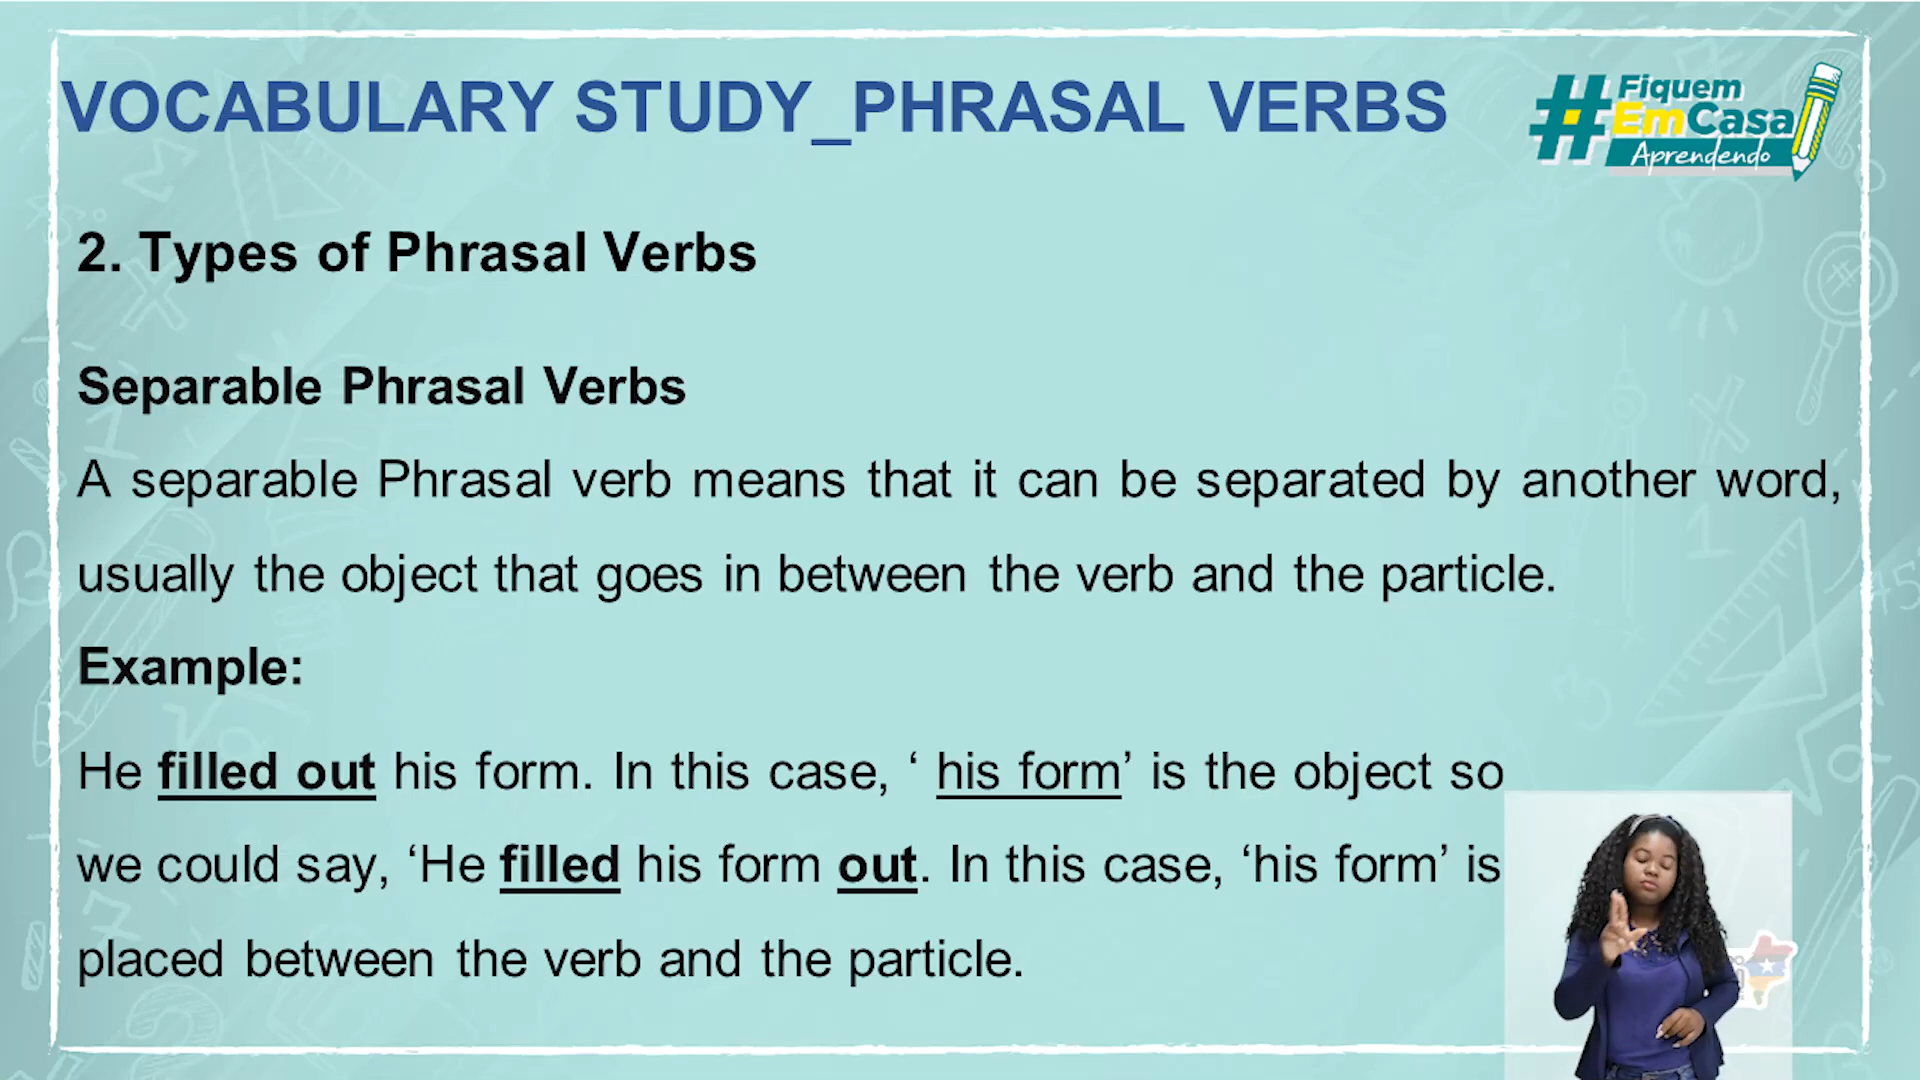 VOCABULARY STUDY_PHRASAL VERBS
#Fiquem
EmCasa
Aprendendo
2. Types of Phrasal Verbs
Separable Phrasal Verbs
A separable Phrasal verb means that it can be separated by another word,
usually the object that goes in between the verb and the particle.
Example:
He filled out his form. In this case, ‘ his form’ is the object so
we could say, ‘He filled his form out. In this case, ‘his form’ is
placed between the verb and the particle.